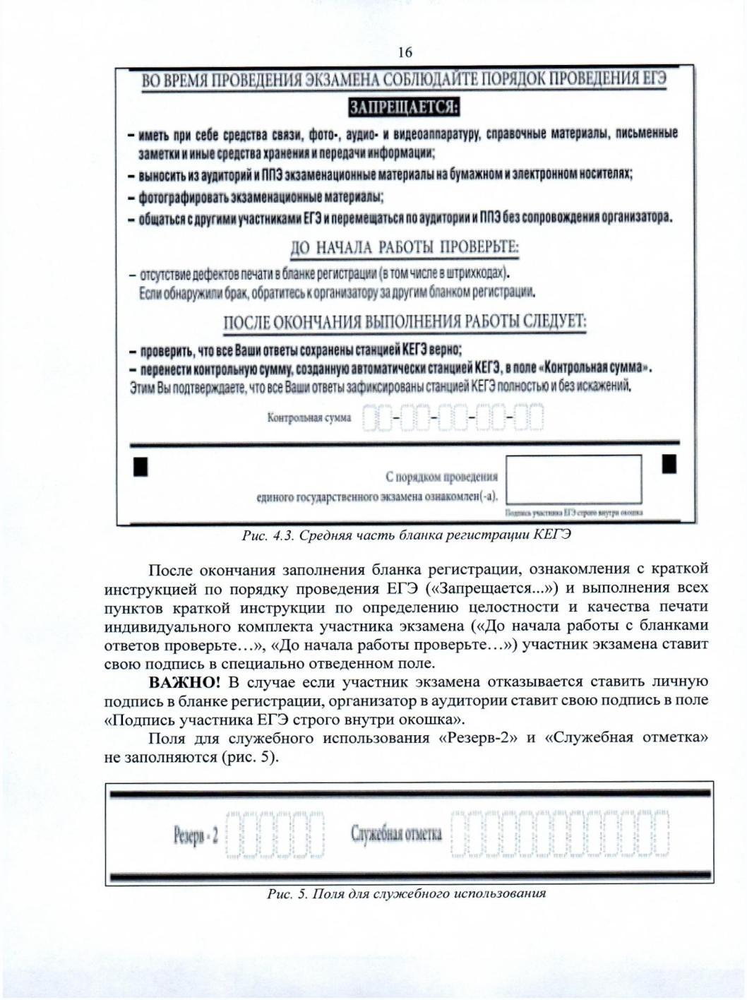 16
ВО ВРЕМЯ ПРОВЕДЕНИЯ ЭКЗАМЕНА СОБЛЮДАЙТЕ ПОРЯДОК ПРОВЕДЕНИЯ ЕГЭ
ЗАПРЕЩАЕТСЯ:
– иметь при себе средства связи, фото-, аудио- и видеоаппаратуру, справочные материалы, письменные
заметки и иные средства хранения и передачи информации;
– выносить из аудиторий и ППЭ экзаменационные материалы на бумажном и электронном носителях;
– фотографировать экзаменационные материалы;
– общаться с другими участниками ЕГЭ и перемещаться по аудитории и ППЭ без сопровождения организатора.
ДО НАЧАЛА РАБОТЫ ПРОВЕРЬТЕ:
– отсутствие дефектов печати в бланке регистрации (в том числе в штрихкодах).
Если обнаружили брак, обратитесь к организатору за другим бланком регистрации.
ПОСЛЕ ОКОНЧАНИЯ ВЫПОЛНЕНИЯ РАБОТЫ СЛЕДУЕТ:
– проверить, что все Ваши ответы сохранены станцией КЕГЭ верно;
– перенести контрольную сумму, созданную автоматически станцией КЕГЭ, в поле «Контрольная сумма».
Этим Вы подтверждаете, что все Ваши ответы зафиксированы станцией КЕГЭ полностью и без искажений.
Контрольная сумма – – – –
С порядком проведения
единого государственного экзамена ознакомлен(-а).
Подпись участника ЕГЭ строго внутри окошка
Рис. 4.3. Средняя часть бланка регистрации КЕГЭ
После окончания заполнения бланка регистрации, ознакомления с краткой
инструкцией по порядку проведения ЕГЭ («Запрещается...») и выполнения всех
пунктов краткой инструкции по определению целостности и качества печати
индивидуального комплекта участника экзамена («До начала работы с бланками
ответов проверьте…», «До начала работы проверьте…») участник экзамена ставит
свою подпись в специально отведенном поле.
ВАЖНО! В случае если участник экзамена отказывается ставить личную
подпись в бланке регистрации, организатор в аудитории ставит свою подпись в поле
«Подпись участника ЕГЭ строго внутри окошка».
Поля для служебного использования «Резерв-2» и «Служебная отметка»
не заполняются (рис. 5).
Резерв - 2 Служебная отметка
Рис. 5. Поля для служебного использования